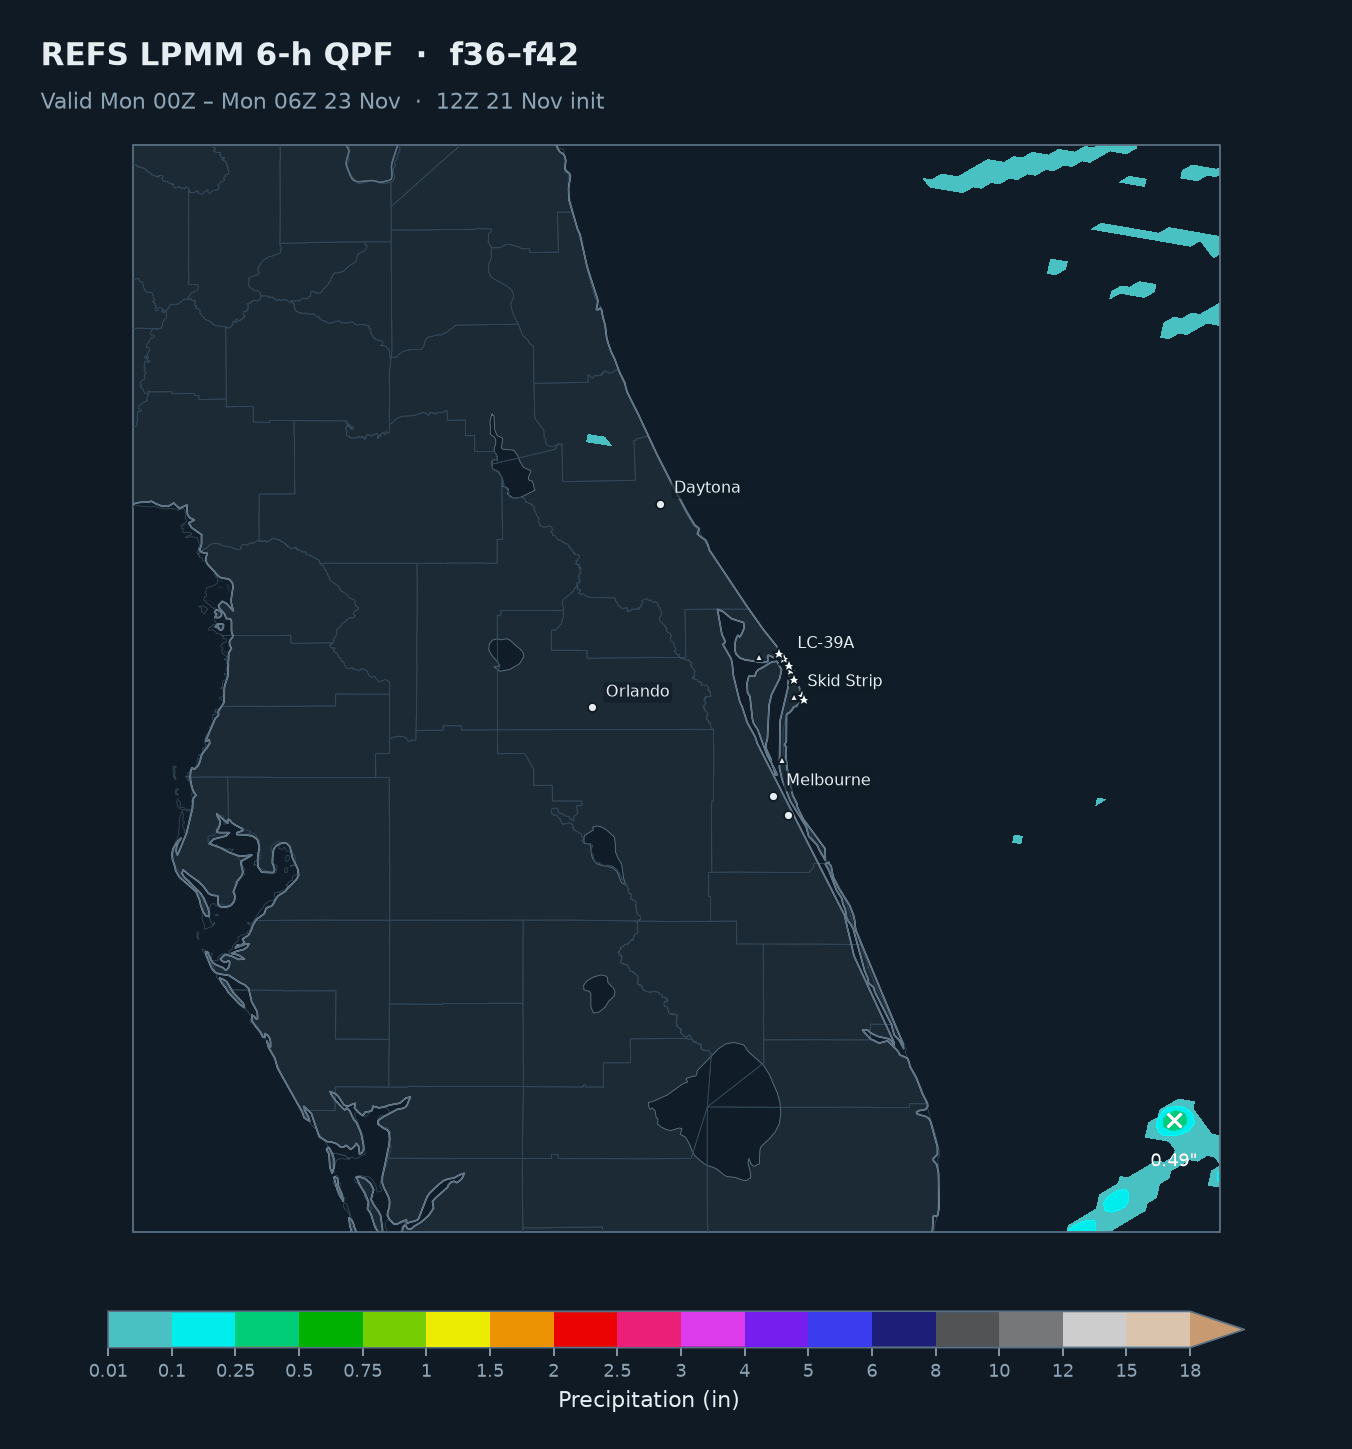 REFS LPMM 6-h QPF · f36–f42
Valid Mon 00Z – Mon 06Z 23 Nov · 12Z 21 Nov init
Daytona
LC-39A
Skid Strip
Orlando
Melbourne
0.49"
0.01 0.1 0.25 0.5 0.75 1 1.5 2 2.5 3 4 5 6 8 10 12 15 18
Precipitation (in)